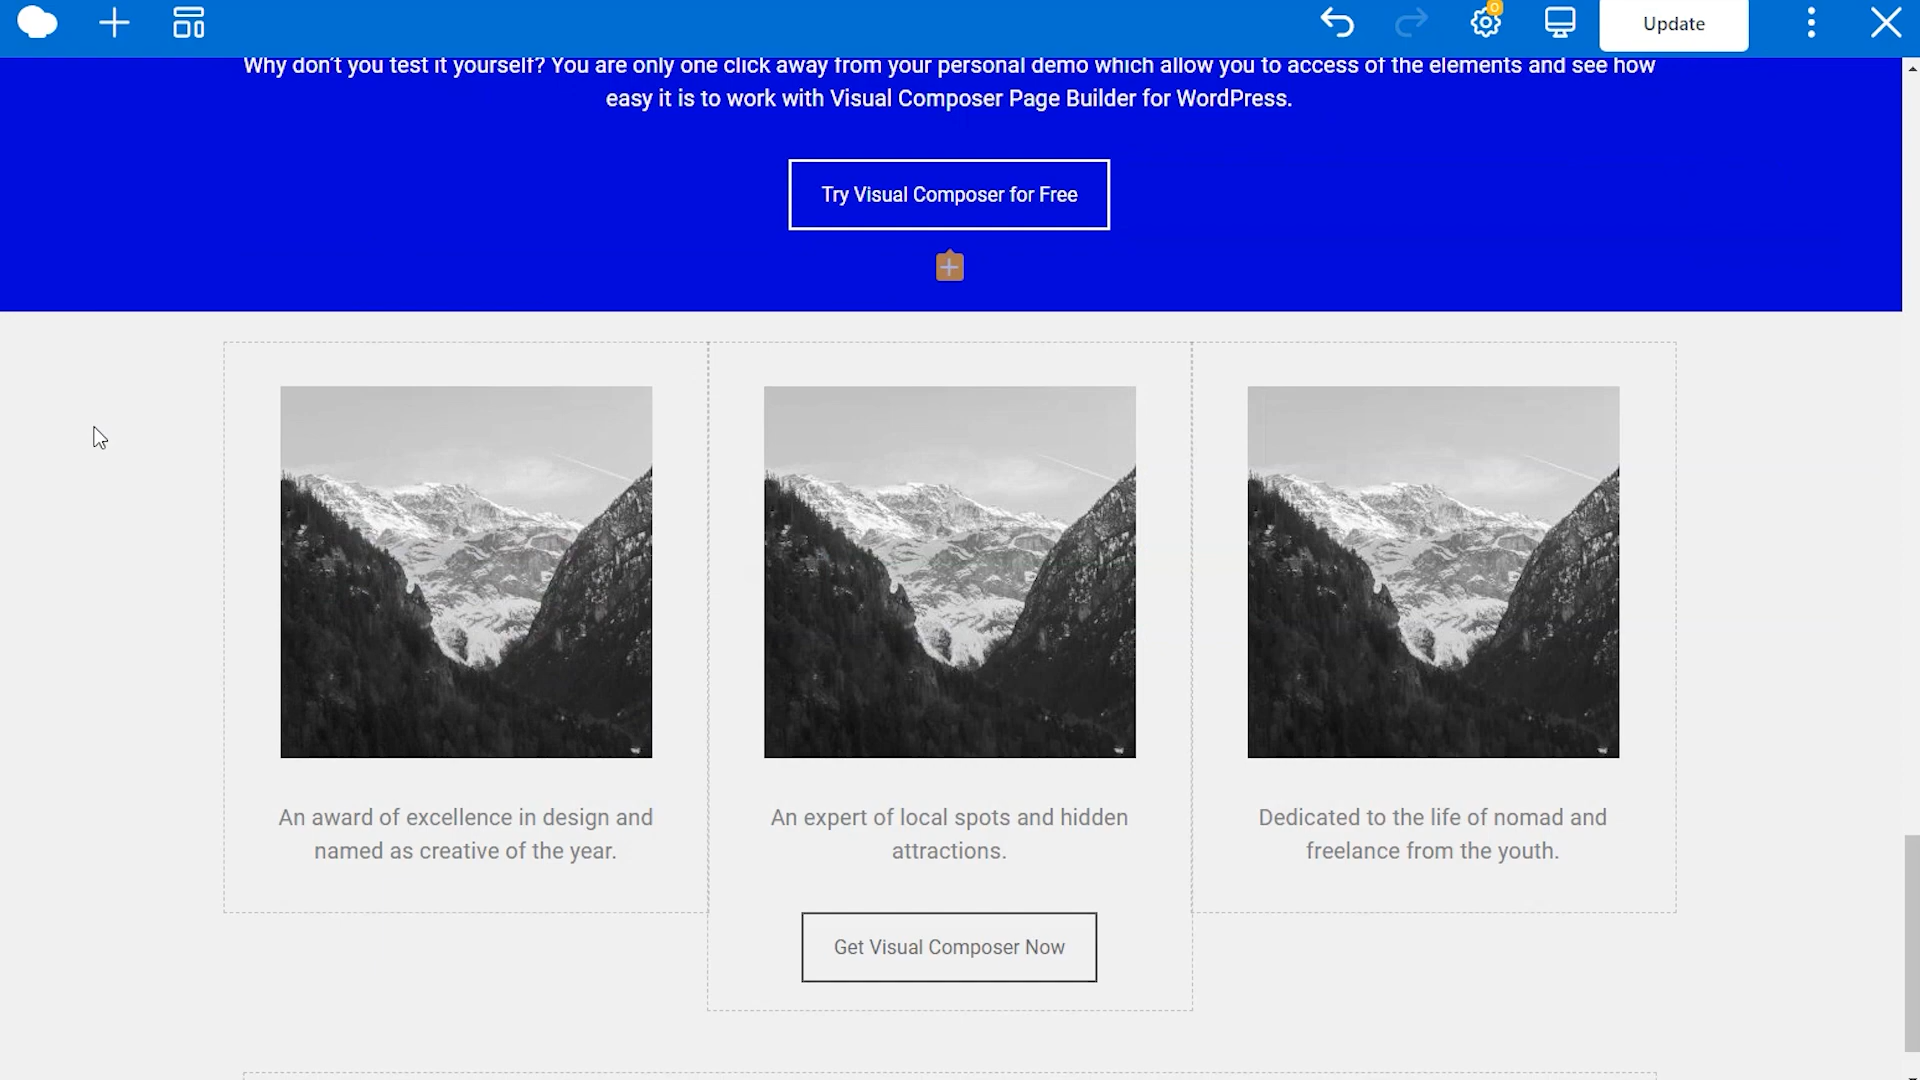 0
Update
Why don't you test it yourself? You are only one click away from your personal demo which allow you to access of the elements and see how
easy it is to work with Visual Composer Page Builder for WordPress.
Try Visual Composer for Free
An award of excellence in design and
named as creative of the year.
An expert of local spots and hidden
attractions.
Dedicated to the life of nomad and
freelance from the youth.
Get Visual Composer Now